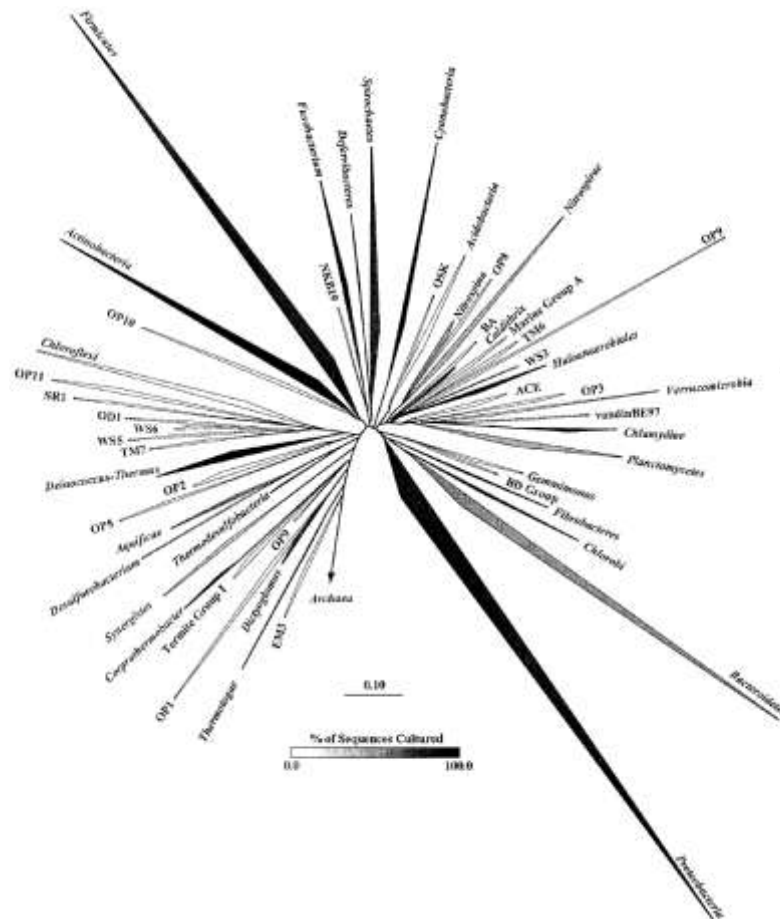 Firmicutes
Spirochaetes
Cyanobacteria
Fusobacterium
Deferribacteres
Nitrospirae
Acidobacteria
OP9
Actinobacteria
NKB19
OSK
Nitrospina
OP8
BA
Caldithrix
Marine Group A
TM6
OP10
WS3
Haloanaerobiales
Chloroflexi
OP11
SR1
ACE
OP3
Verrucomicrobia
OD1
WS6
vadinBE97
WS5
TM7
Chlamydiae
Planctomycetes
Deinococcus-Thermus
OP2
Gemmimonas
BD Group
OP5
Fibrobacteres
Aquificae
Thermodesulfobacteria
Chlorobi
Desulfurobacterium
OP9
Synergistes
Coprothermobacter
Termite Group I
Dictyoglomus
Archaea
EM3
OP1
Thermotogae
Bacteroidetes
0.10
% of Sequences Cultured
0.0
100.0
Proteobacteria